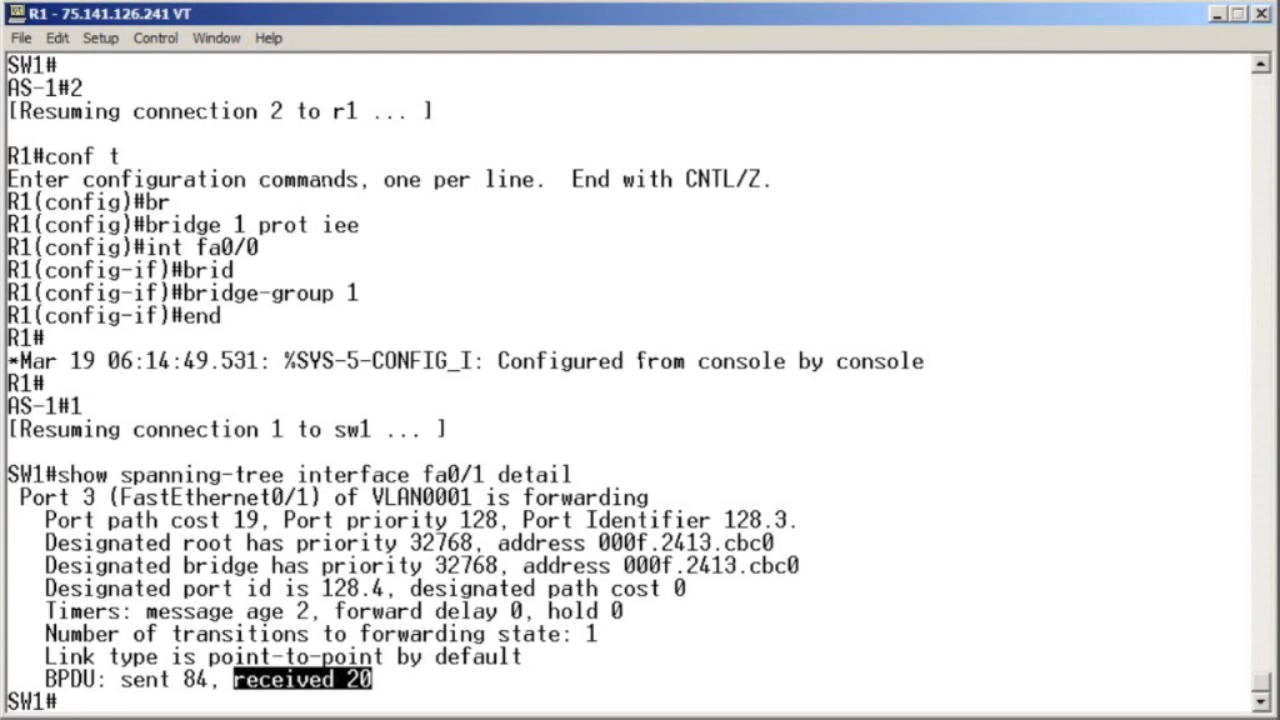 R1 - 75.141.126.241 VT
File Edit Setup Control Window Help
SW1#
AS-1#2
[Resuming connection 2 to r1 ... ]
R1#conf t
Enter configuration commands, one per line.  End with CNTL/Z.
R1(config)#br
R1(config)#bridge 1 prot iee
R1(config)#int fa0/0
R1(config-if)#brid
R1(config-if)#bridge-group 1
R1(config-if)#end
R1#
*Mar 19 06:14:49.531: %SYS-5-CONFIG_I: Configured from console by console
R1#
AS-1#1
[Resuming connection 1 to sw1 ... ]
SW1#show spanning-tree interface fa0/1 detail
Port 3 (FastEthernet0/1) of VLAN0001 is forwarding
Port path cost 19, Port priority 128, Port Identifier 128.3.
Designated root has priority 32768, address 000f.2413.cbc0
Designated bridge has priority 32768, address 000f.2413.cbc0
Designated port id is 128.4, designated path cost 0
Timers: message age 2, forward delay 0, hold 0
Number of transitions to forwarding state: 1
Link type is point-to-point by default
BPDU: sent 84, received 20
SW1#